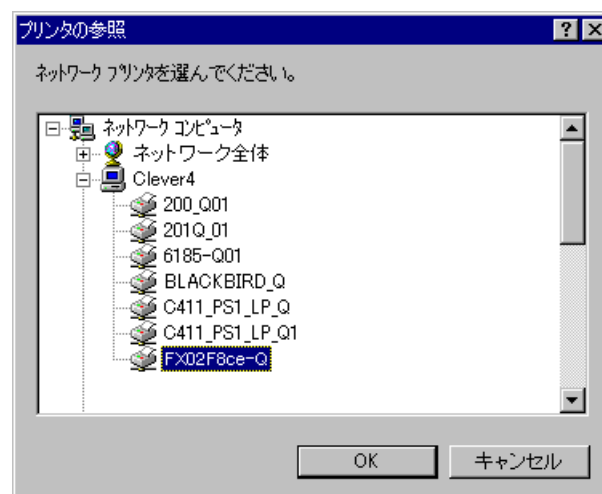 プリンタの参照
ネットワーク プリンタを選んでください。
ネットワーク コンピュータ
ネットワーク全体
Clever4
200_Q01
201Q_01
6185-Q01
BLACKBIRD_Q
C411_PS1_LP_Q
C411_PS1_LP_Q1
FX02F8ce-Q
OK
キャンセル